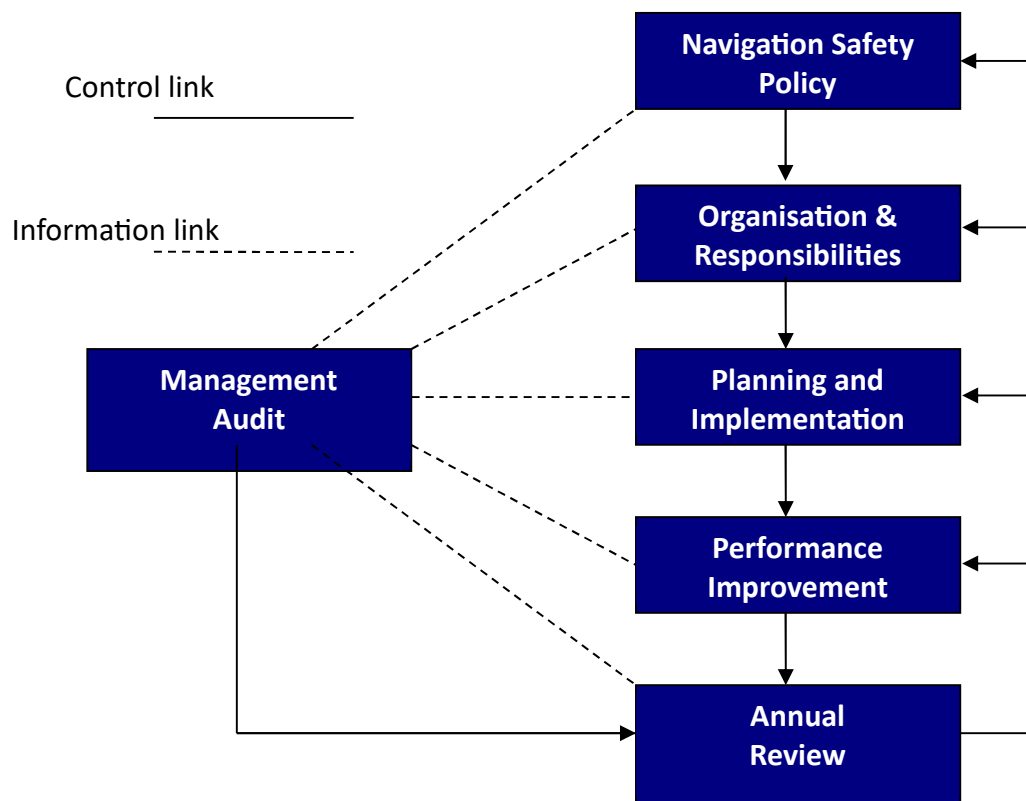 Control link
Information link
Navigation Safety
Policy
Organisation &
Responsibilities
Management
Audit
Planning and
Implementation
Performance
Improvement
Annual
Review